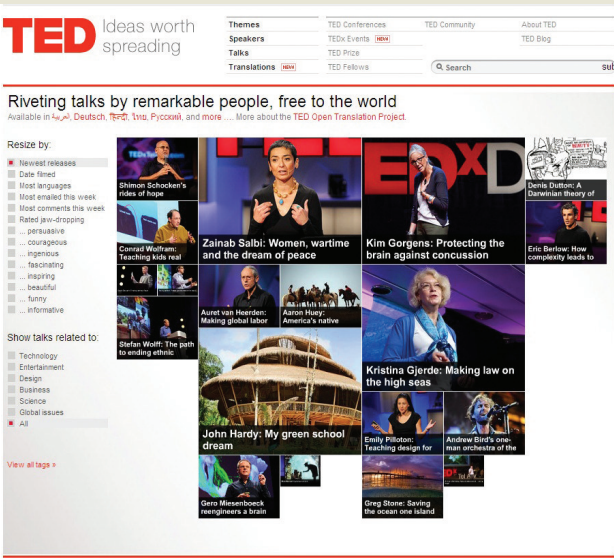 TED Ideas worth
spreading
Themes
Speakers
Talks
Translations NEW
TED Conferences
TEDx Events NEW
TED Prize
TED Fellows
TED Community
About TED
TED Blog
Search
sub
Riveting talks by remarkable people, free to the world
Available in العربية, Deutsch, हिन्दी, ไทย, Русский, and more .... More about the TED Open Translation Project.
Resize by:
Newest releases
Date filmed
Most languages
Most emailed this week
Most comments this week
Rated jaw-dropping
... persuasive
... courageous
... ingenious
... fascinating
... inspiring
... beautiful
... funny
... informative
Show talks related to:
Technology
Entertainment
Design
Business
Science
Global issues
All
View all tags »
Shimon Schocken's
rides of hope
Conrad Wolfram:
Teaching kids real
Stefan Wolff: The path
to ending ethnic
Zainab Salbi: Women, wartime
and the dream of peace
Auret van Heerden:
Making global labor
Aaron Huey:
America's native
John Hardy: My green school
dream
Gero Miesenboeck
reengineers a brain
EDxD
Kim Gorgens: Protecting the
brain against concussion
Kristina Gjerde: Making law on
the high seas
Emily Pilloton:
Teaching design for
Andrew Bird's one-
man orchestra of the
Greg Stone: Saving
the ocean one island
Denis Dutton: A
Darwinian theory of
Eric Berlow: How
complexity leads to